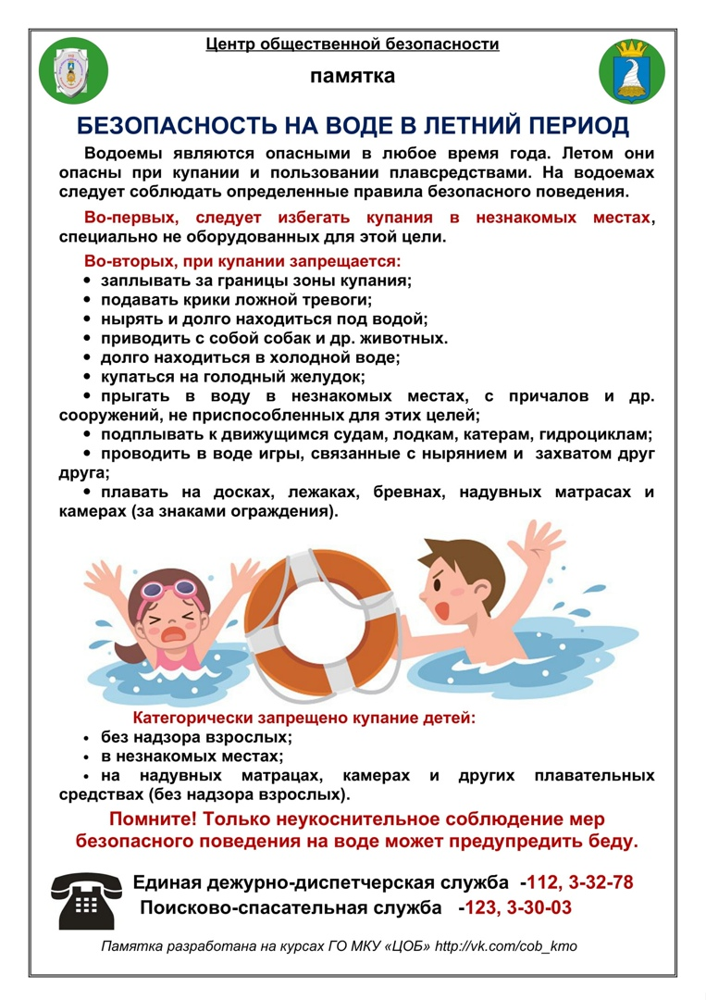 Центр общественной безопасности
памятка
БЕЗОПАСНОСТЬ НА ВОДЕ В ЛЕТНИЙ ПЕРИОД
Водоемы являются опасными в любое время года. Летом они
опасны при купании и пользовании плавсредствами. На водоемах
следует соблюдать определенные правила безопасного поведения.
Во-первых, следует избегать купания в незнакомых местах,
специально не оборудованных для этой цели.
Во-вторых, при купании запрещается:
• заплывать за границы зоны купания;
• подавать крики ложной тревоги;
• нырять и долго находиться под водой;
• приводить с собой собак и др. животных.
• долго находиться в холодной воде;
• купаться на голодный желудок;
• прыгать в воду в незнакомых местах, с причалов и др.
сооружений, не приспособленных для этих целей;
• подплывать к движущимся судам, лодкам, катерам, гидроциклам;
• проводить в воде игры, связанные с нырянием и захватом друг
друга;
• плавать на досках, лежаках, бревнах, надувных матрасах и
камерах (за знаками ограждения).
Категорически запрещено купание детей:
• без надзора взрослых;
• в незнакомых местах;
• на надувных матрацах, камерах и других плавательных
средствах (без надзора взрослых).
Помните! Только неукоснительное соблюдение мер
безопасного поведения на воде может предупредить беду.
Единая дежурно-диспетчерская служба -112, 3-32-78
Поисково-спасательная служба -123, 3-30-03
Памятка разработана на курсах ГО МКУ «ЦОБ» http://vk.com/cob_kmo